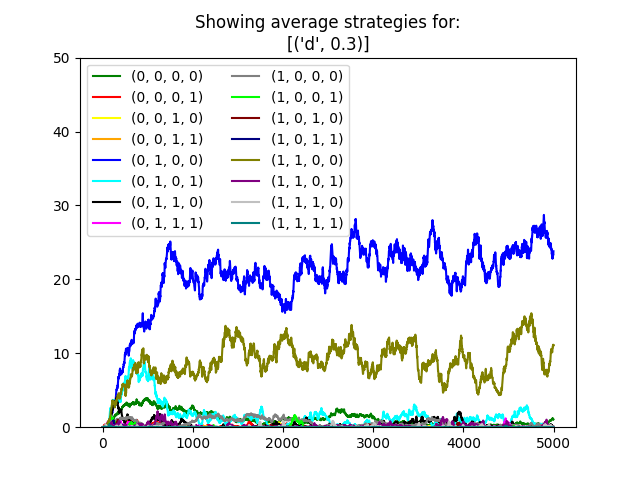 Showing average strategies for:
[('d', 0.3)]
50
40
30
20
10
0
(0, 0, 0, 0)
(0, 0, 0, 1)
(0, 0, 1, 0)
(0, 0, 1, 1)
(0, 1, 0, 0)
(0, 1, 0, 1)
(0, 1, 1, 0)
(0, 1, 1, 1)
(1, 0, 0, 0)
(1, 0, 0, 1)
(1, 0, 1, 0)
(1, 0, 1, 1)
(1, 1, 0, 0)
(1, 1, 0, 1)
(1, 1, 1, 0)
(1, 1, 1, 1)
0 1000 2000 3000 4000 5000